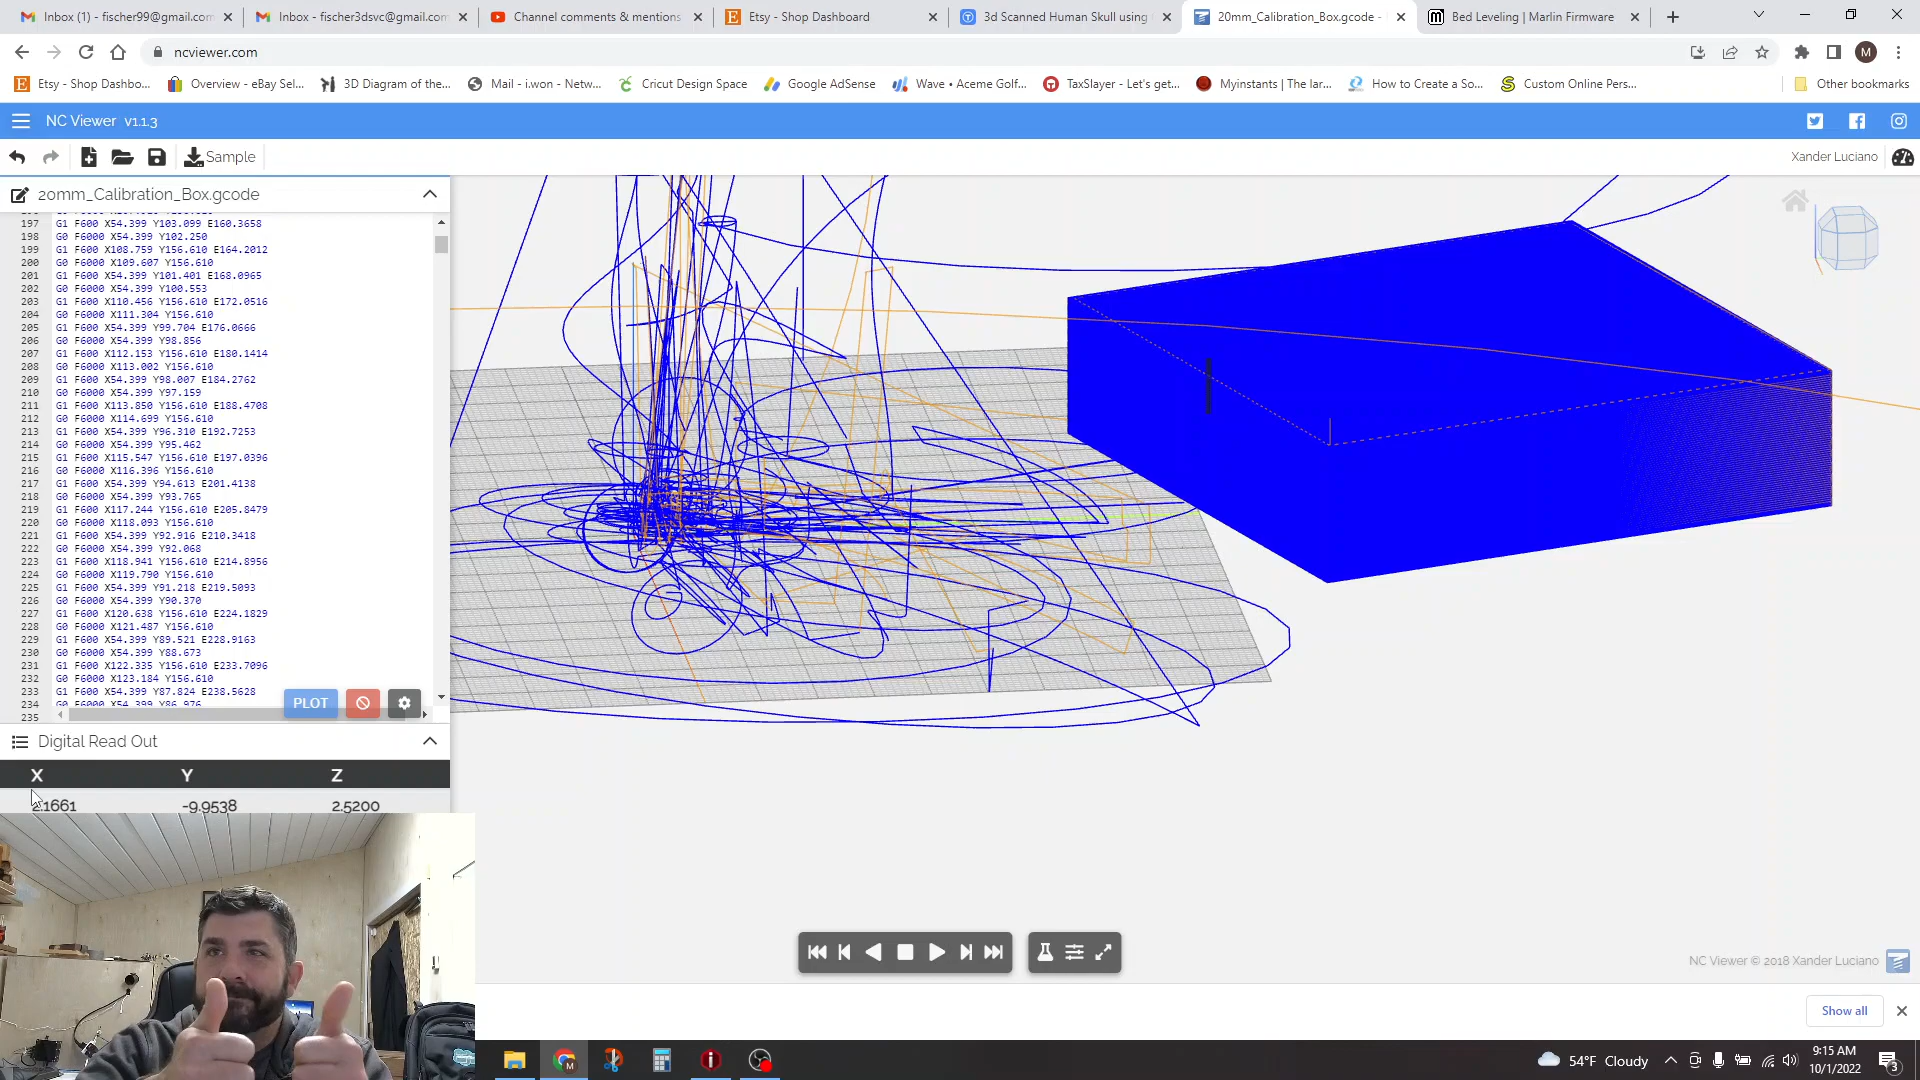 Inbox (1) - fischer99@gmail.com
Inbox - fischer3dsvc@gmail.com
Channel comments & mentions
Etsy - Shop Dashboard
3d Scanned Human Skull using
20mm_Calibration_Box.gcode -
Bed Leveling | Marlin Firmware
ncviewer.com
M
Etsy - Shop Dashbo...
Overview - eBay Sel...
3D Diagram of the...
Mail - i.won - Netw...
Cricut Design Space
Google AdSense
Wave • Aceme Golf...
TaxSlayer - Let's get...
Myinstants | The lar...
How to Create a So...
Custom Online Pers...
Other bookmarks
NC Viewer v1.1.3
Sample
Xander Luciano
20mm_Calibration_Box.gcode
197 G1 F600 X54.399 Y103.099 E160.3658
198 G0 F6000 X54.399 Y102.250
199 G1 F600 X108.759 Y156.610 E164.2012
200 G0 F6000 X109.607 Y156.610
201 G1 F600 X54.399 Y101.401 E168.0965
202 G0 F6000 X54.399 Y100.553
203 G1 F600 X110.456 Y156.610 E172.0516
204 G0 F6000 X111.304 Y156.610
205 G1 F600 X54.399 Y99.704 E176.0666
206 G0 F6000 X54.399 Y98.856
207 G1 F600 X112.153 Y156.610 E180.1414
208 G0 F6000 X113.002 Y156.610
209 G1 F600 X54.399 Y98.007 E184.2762
210 G0 F6000 X54.399 Y97.159
211 G1 F600 X113.850 Y156.610 E188.4708
212 G0 F6000 X114.699 Y156.610
213 G1 F600 X54.399 Y96.310 E192.7253
214 G0 F6000 X54.399 Y95.462
215 G1 F600 X115.547 Y156.610 E197.0396
216 G0 F6000 X116.396 Y156.610
217 G1 F600 X54.399 Y94.613 E201.4138
218 G0 F6000 X54.399 Y93.765
219 G1 F600 X117.244 Y156.610 E205.8479
220 G0 F6000 X118.093 Y156.610
221 G1 F600 X54.399 Y92.916 E210.3418
222 G0 F6000 X54.399 Y92.068
223 G1 F600 X118.941 Y156.610 E214.8956
224 G0 F6000 X119.790 Y156.610
225 G1 F600 X54.399 Y91.218 E219.5093
226 G0 F6000 X54.399 Y90.370
227 G1 F600 X120.638 Y156.610 E224.1829
228 G0 F6000 X121.487 Y156.610
229 G1 F600 X54.399 Y89.521 E228.9163
230 G0 F6000 X54.399 Y88.673
231 G1 F600 X122.335 Y156.610 E233.7096
232 G0 F6000 X123.184 Y156.610
233 G1 F600 X54.399 Y87.824 E238.5628
234 G0 F6000 X54.399 Y86.976
235
PLOT
Digital Read Out
X Y Z
2.1661 -9.9538 2.5200
NC Viewer © 2018 Xander Luciano
Show all
54°F Cloudy
9:15 AM
10/1/2022
3